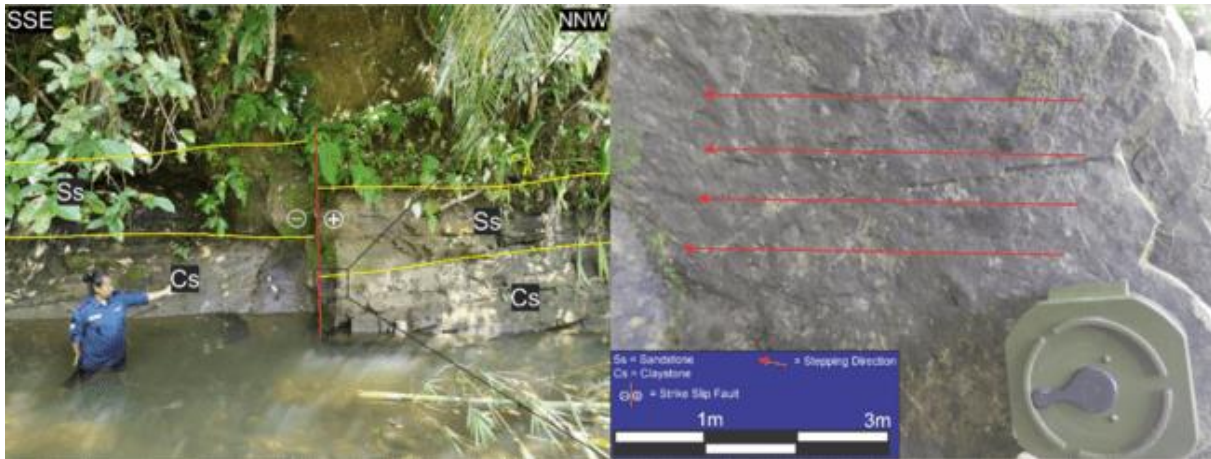 SSE
NNW
Ss
Ss
Cs
Cs
Ss = Sandstone
= Stepping Direction
Cs = Claystone
= Strike Slip Fault
1m
3m